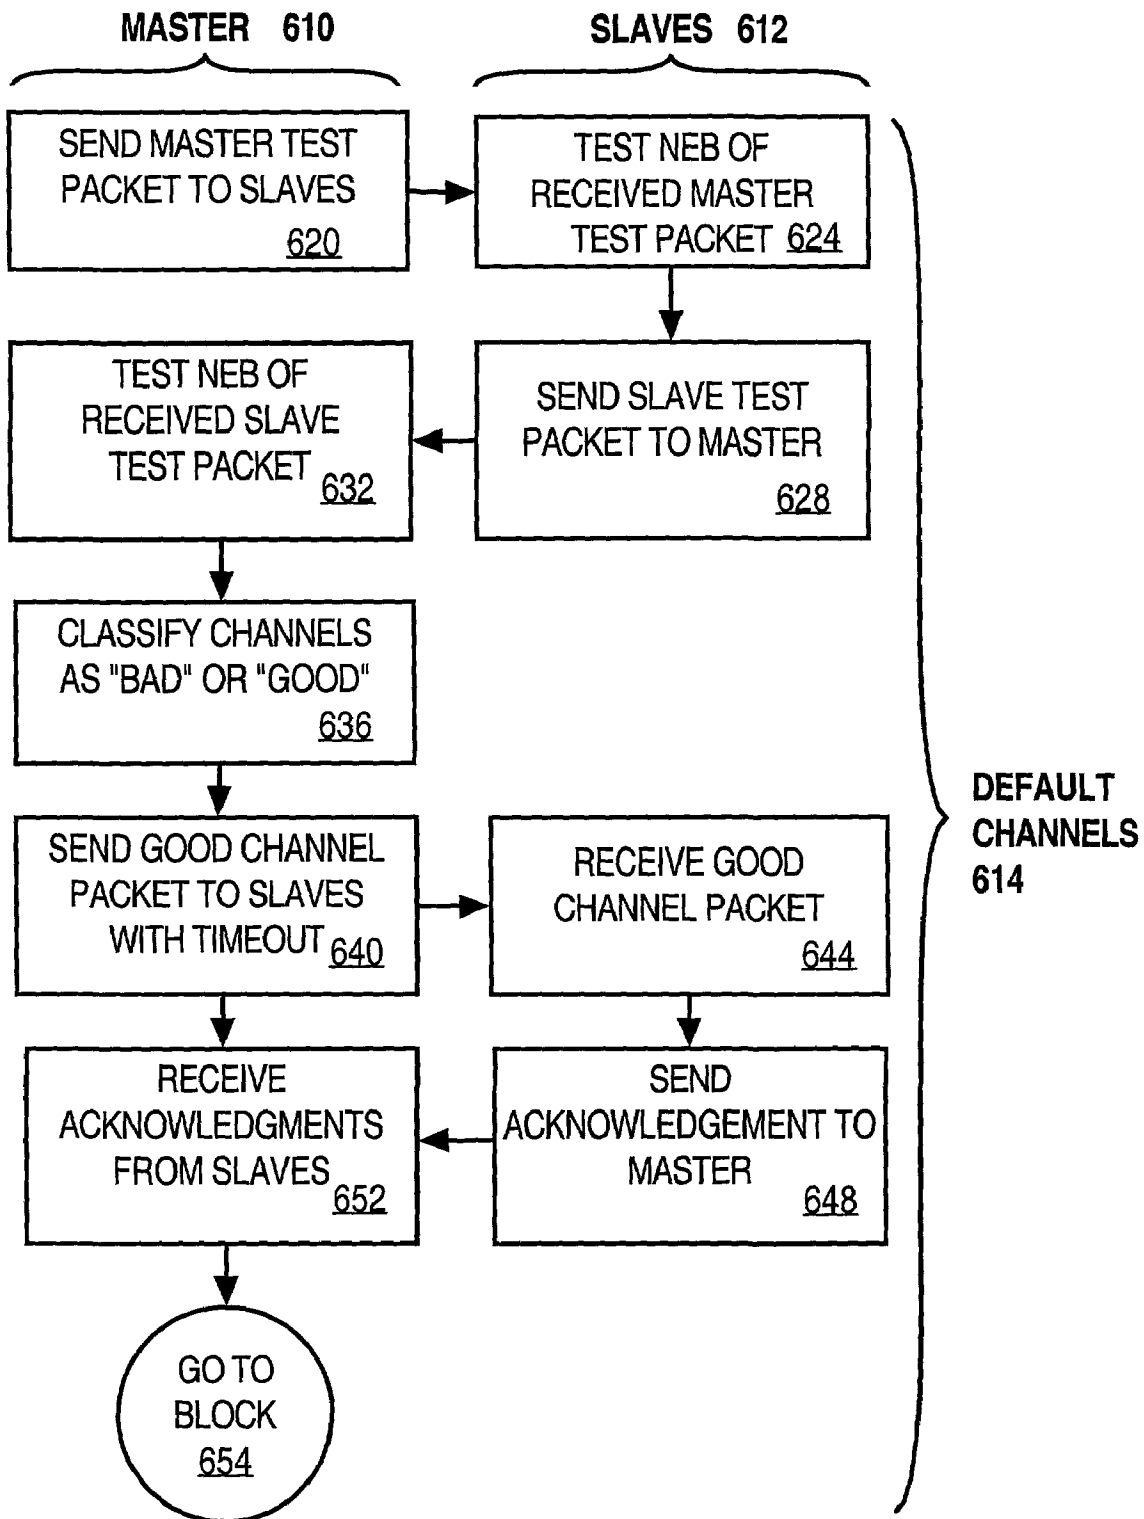 MASTER 610
SLAVES 612
SEND MASTER TEST
PACKET TO SLAVES
620
TEST NEB OF
RECEIVED MASTER
TEST PACKET 624
TEST NEB OF
RECEIVED SLAVE
TEST PACKET
632
SEND SLAVE TEST
PACKET TO MASTER
628
CLASSIFY CHANNELS
AS "BAD" OR "GOOD"
636
DEFAULT
CHANNELS
614
SEND GOOD CHANNEL
PACKET TO SLAVES
WITH TIMEOUT 640
RECEIVE GOOD
CHANNEL PACKET
644
RECEIVE
ACKNOWLEDGMENTS
FROM SLAVES
652
SEND
ACKNOWLEDGEMENT TO
MASTER
648
GO TO
BLOCK
654